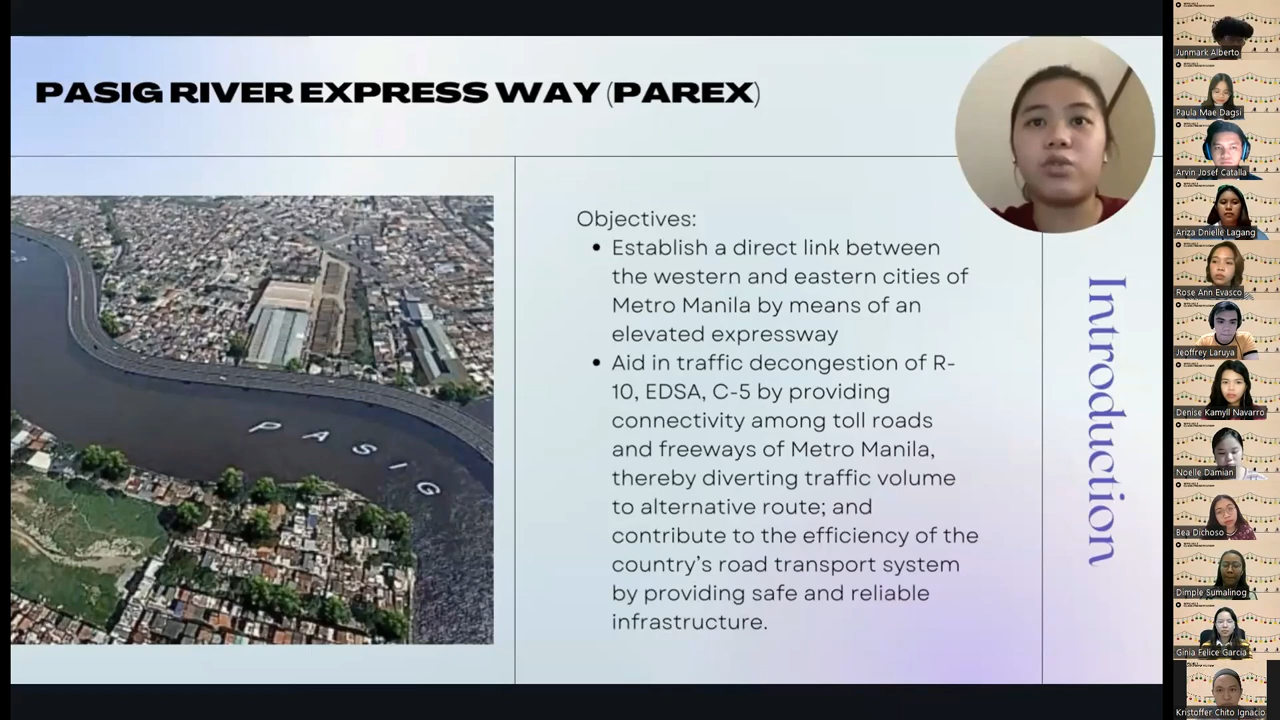 PASIG RIVER EXPRESS WAY (PAREX)
Objectives:
• Establish a direct link between
the western and eastern cities of
Metro Manila by means of an
elevated expressway
• Aid in traffic decongestion of R-
10, EDSA, C-5 by providing
connectivity among toll roads
and freeways of Metro Manila,
thereby diverting traffic volume
to alternative route; and
contribute to the efficiency of the
country's road transport system
by providing safe and reliable
infrastructure.
Introduction
PASIG
Junmark Alberto
Paula Mae Dagsi
Arvin Josef Catalla
Ariza Dnielle Lagang
Rose Ann Evasco
Jeoffrey Laruya
Denise Kamyll Navarro
Noelle Damian
Bea Dichoso
Dimple Sumalinog
Ginia Felice Garcia
Kristoffer Chito Ignacio